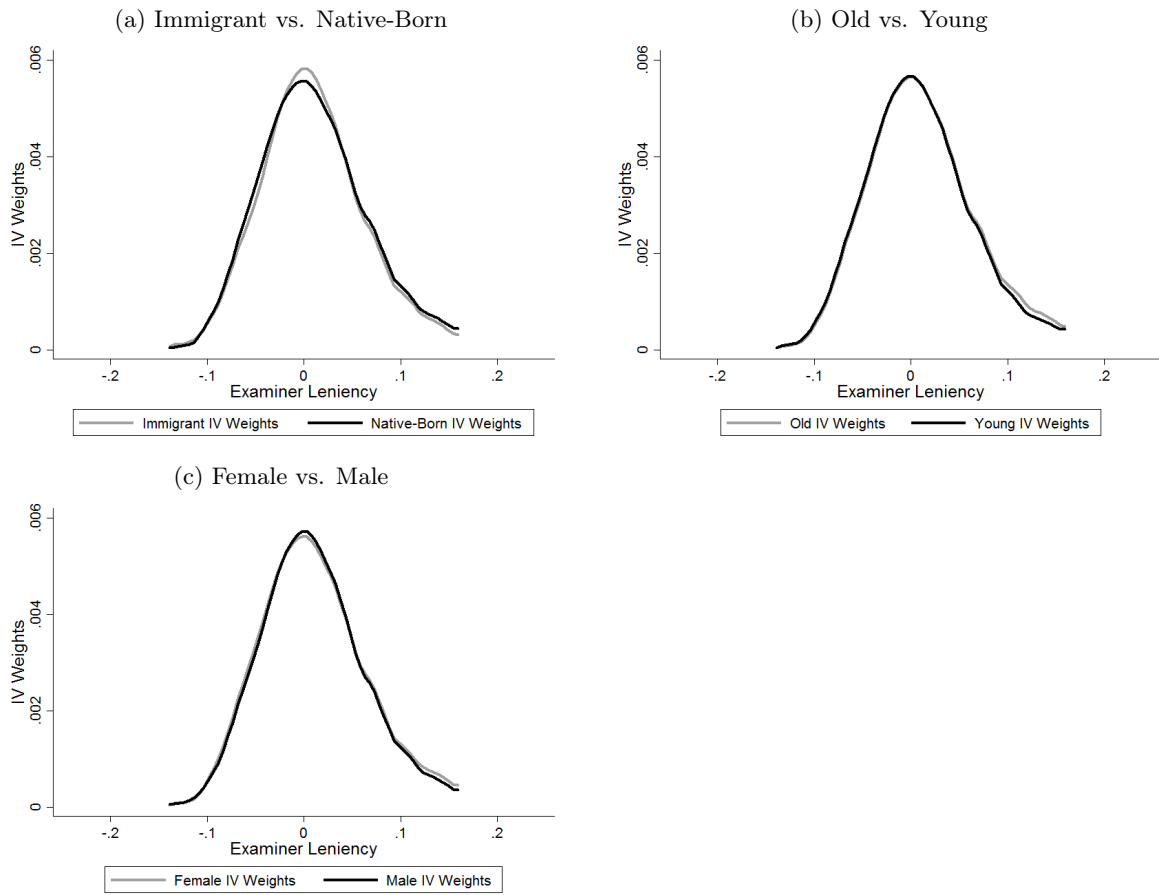 (a) Immigrant vs. Native-Born
.006
.004
.002
0
IV Weights
-.2 -.1 0 .1 .2
Examiner Leniency
Immigrant IV Weights Native-Born IV Weights
(b) Old vs. Young
.006
.004
.002
0
IV Weights
-.2 -.1 0 .1 .2
Examiner Leniency
Old IV Weights Young IV Weights
(c) Female vs. Male
.006
.004
.002
0
IV Weights
-.2 -.1 0 .1 .2
Examiner Leniency
Female IV Weights Male IV Weights